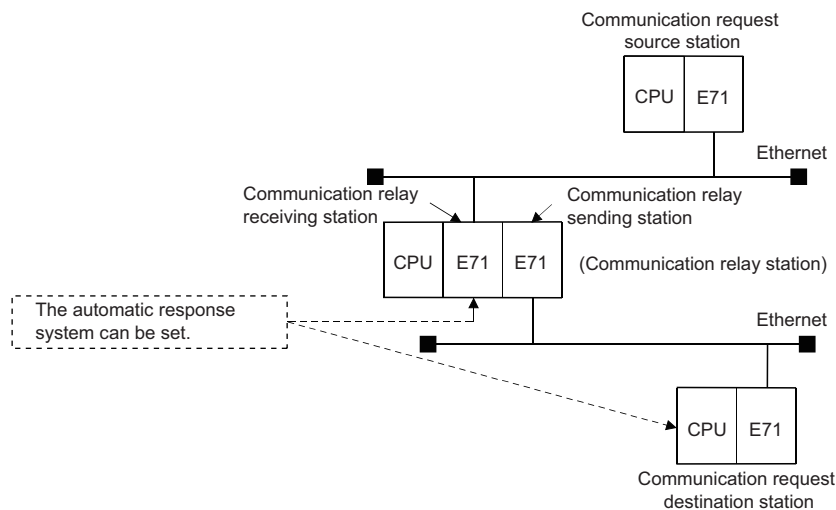 Communication request
source station
CPU
E71
Ethernet
Communication relay
receiving station
Communication relay
sending station
CPU
E71
E71
(Communication relay station)
The automatic response
system can be set.
Ethernet
CPU
E71
Communication request
destination station